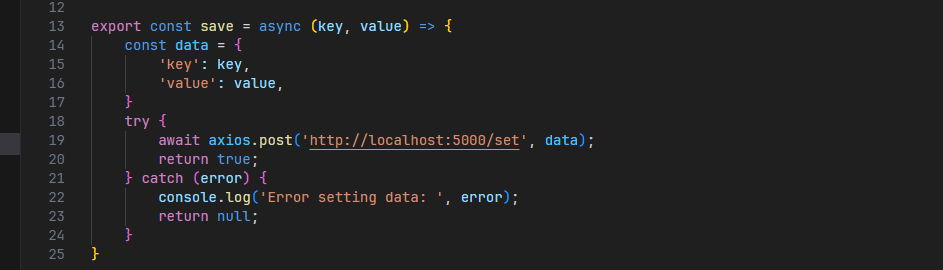 12
13 export const save = async (key, value) => {
14     const data = {
15         'key': key,
16         'value': value,
17     }
18     try {
19         await axios.post('http://localhost:5000/set', data);
20         return true;
21     } catch (error) {
22         console.log('Error setting data: ', error);
23         return null;
24     }
25 }